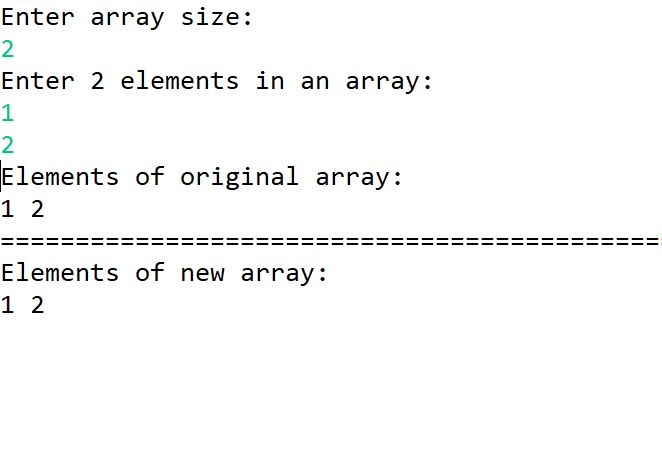 Enter array size:
2
Enter 2 elements in an array:
1
2
Elements of original array:
1 2
============================================
Elements of new array:
1 2